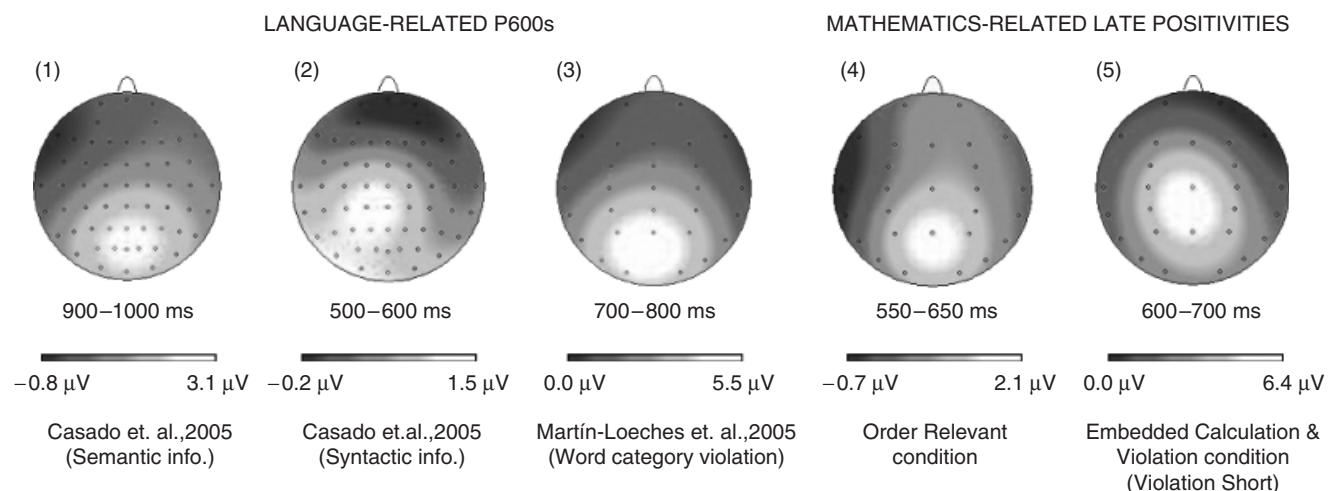 LANGUAGE-RELATED P600s
MATHEMATICS-RELATED LATE POSITIVITIES
(1)
(2)
(3)
(4)
(5)
900–1000 ms
500–600 ms
700–800 ms
550–650 ms
600–700 ms
−0.8 µV
3.1 µV
−0.2 µV
1.5 µV
0.0 µV
5.5 µV
−0.7 µV
2.1 µV
0.0 µV
6.4 µV
Casado et. al.,2005
(Semantic info.)
Casado et.al.,2005
(Syntactic info.)
Martín-Loeches et. al.,2005
(Word category violation)
Order Relevant
condition
Embedded Calculation &
Violation condition
(Violation Short)